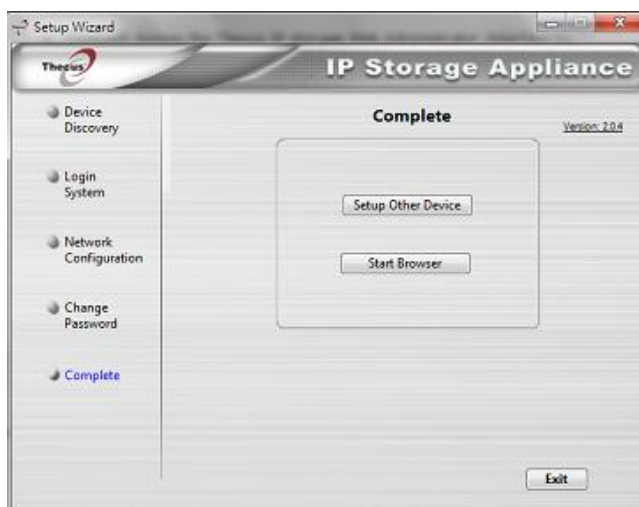 Setup Wizard
Thecus
IP Storage Appliance
Device
Discovery
Login
System
Network
Configuration
Change
Password
Complete
Complete
Version: 2.0.4
Setup Other Device
Start Browser
Exit